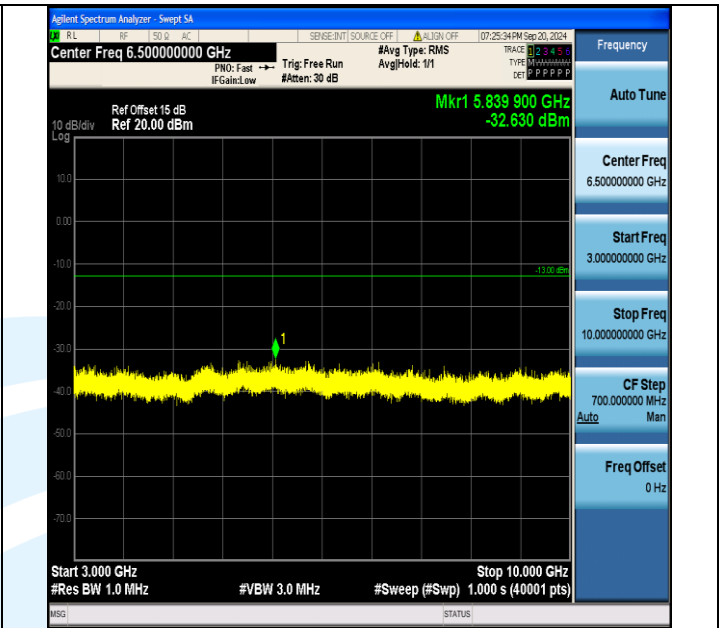 Agilent Spectrum Analyzer - Swept SA
RL RF 50 Ω AC SENSE:INT SOURCE OFF ALIGN OFF 07:25:34 PM Sep 20, 2024
Center Freq 6.500000000 GHz
#Avg Type: RMS
TRACE 1 2 3 4 5 6
PNO: Fast
Trig: Free Run
Avg|Hold: 1/1
TYPE
IFGain:Low
#Atten: 30 dB
DET P P P P P P
Mkr1 5.839 900 GHz
-32.630 dBm
Ref Offset 15 dB
10 dB/div Ref 20.00 dBm
Log
10.0
0.00
-10.0
-13.00 dBm
-20.0
-30.0
1
-40.0
-50.0
-60.0
-70.0
Start 3.000 GHz
Stop 10.000 GHz
#Res BW 1.0 MHz
#VBW 3.0 MHz
#Sweep (#Swp) 1.000 s (40001 pts)
MSG
STATUS
Frequency
Auto Tune
Center Freq
6.500000000 GHz
Start Freq
3.000000000 GHz
Stop Freq
10.000000000 GHz
CF Step
700.000000 MHz
Auto Man
Freq Offset
0 Hz